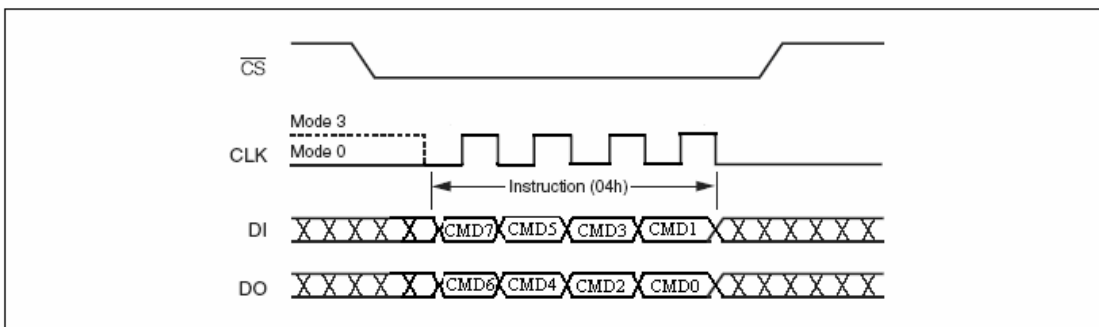 CS
Mode 3
CLK
Mode 0
Instruction (04h)
DI
CMD7 CMD5 CMD3 CMD1
DO
CMD6 CMD4 CMD2 CMD0